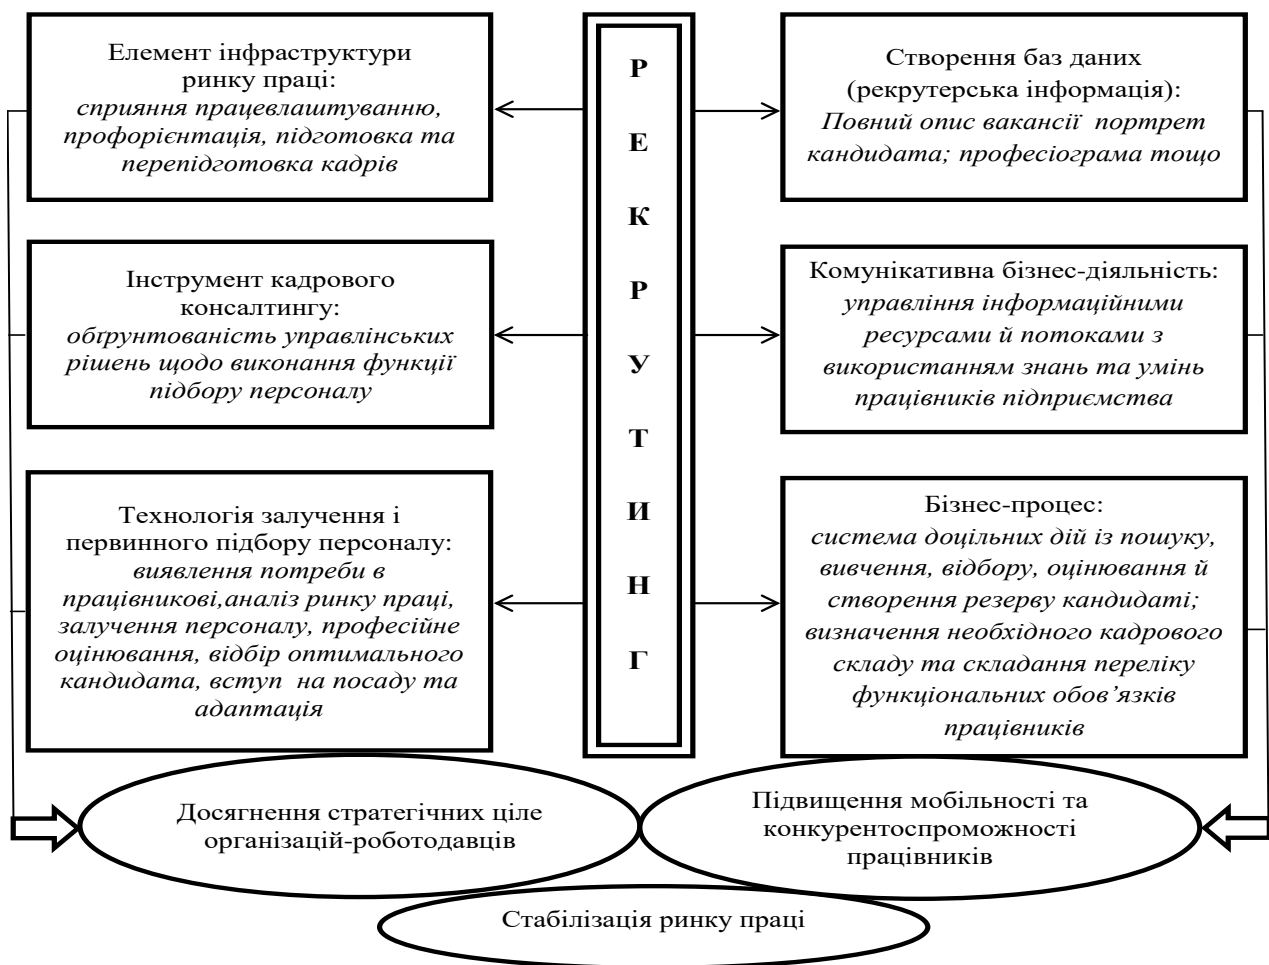 Елемент інфраструктури
ринку праці:
сприяння працевлаштуванню,
профорієнтація, підготовка та
перепідготовка кадрів
Інструмент кадрового
консалтингу:
обґрунтованість управлінських
рішень щодо виконання функції
підбору персоналу
Технологія залучення і
первинного підбору персоналу:
виявлення потреби в
працівникові,аналіз ринку праці,
залучення персоналу, професійне
оцінювання, відбір оптимального
кандидата, вступ  на посаду та
адаптація
Р
Е
К
Р
У
Т
И
Н
Г
Створення баз даних
(рекрутерська інформація):
Повний опис вакансії  портрет
кандидата; професіограма тощо
Комунікативна бізнес-діяльність:
управління інформаційними
ресурсами й потоками з
використанням знань та умінь
працівників підприємства
Бізнес-процес:
система доцільних дій із пошуку,
вивчення, відбору, оцінювання й
створення резерву кандидаті;
визначення необхідного кадрового
складу та складання переліку
функціональних обов’язків
працівників
Досягнення стратегічних ціле
організацій-роботодавців
Підвищення мобільності та
конкурентоспроможності
працівників
Стабілізація ринку праці